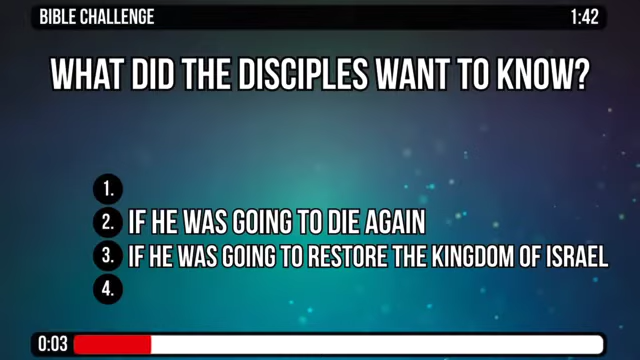 BIBLE CHALLENGE
1:42
WHAT DID THE DISCIPLES WANT TO KNOW?
1.
2. IF HE WAS GOING TO DIE AGAIN
3. IF HE WAS GOING TO RESTORE THE KINGDOM OF ISRAEL
4.
0:03